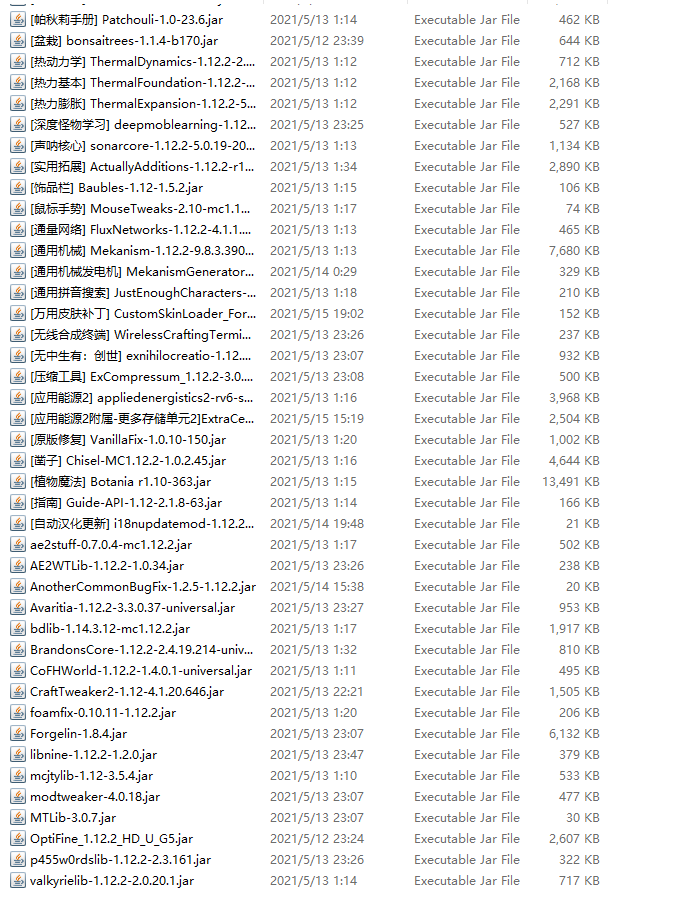 [帕秋莉手册] Patchouli-1.0-23.6.jar 2021/5/13 1:14 Executable Jar File 462 KB
[盆栽] bonsaitrees-1.1.4-b170.jar 2021/5/12 23:39 Executable Jar File 644 KB
[热动力学] ThermalDynamics-1.12.2-2.... 2021/5/13 1:12 Executable Jar File 712 KB
[热力基本] ThermalFoundation-1.12.2-... 2021/5/13 1:12 Executable Jar File 2,168 KB
[热力膨胀] ThermalExpansion-1.12.2-5... 2021/5/13 1:12 Executable Jar File 2,291 KB
[深度怪物学习] deepmoblearning-1.12... 2021/5/13 23:25 Executable Jar File 527 KB
[声呐核心] sonarcore-1.12.2-5.0.19-20... 2021/5/13 1:13 Executable Jar File 1,134 KB
[实用拓展] ActuallyAdditions-1.12.2-r1... 2021/5/13 1:34 Executable Jar File 2,890 KB
[饰品栏] Baubles-1.12-1.5.2.jar 2021/5/13 1:15 Executable Jar File 106 KB
[鼠标手势] MouseTweaks-2.10-mc1.1... 2021/5/13 1:17 Executable Jar File 74 KB
[通量网络] FluxNetworks-1.12.2-4.1.1.... 2021/5/13 1:13 Executable Jar File 465 KB
[通用机械] Mekanism-1.12.2-9.8.3.390... 2021/5/13 1:13 Executable Jar File 7,680 KB
[通用机械发电机] MekanismGenerator... 2021/5/14 0:29 Executable Jar File 329 KB
[通用拼音搜索] JustEnoughCharacters-... 2021/5/13 1:18 Executable Jar File 210 KB
[万用皮肤补丁] CustomSkinLoader_For... 2021/5/15 19:02 Executable Jar File 152 KB
[无线合成终端] WirelessCraftingTermi... 2021/5/13 23:26 Executable Jar File 237 KB
[无中生有：创世] exnihilocreatio-1.12.... 2021/5/13 23:07 Executable Jar File 932 KB
[压缩工具] ExCompressum_1.12.2-3.0.... 2021/5/13 23:08 Executable Jar File 500 KB
[应用能源2] appliedenergistics2-rv6-s... 2021/5/13 1:16 Executable Jar File 3,968 KB
[应用能源2附属-更多存储单元2]ExtraCe... 2021/5/15 15:19 Executable Jar File 2,504 KB
[原版修复] VanillaFix-1.0.10-150.jar 2021/5/13 1:20 Executable Jar File 1,002 KB
[凿子] Chisel-MC1.12.2-1.0.2.45.jar 2021/5/13 1:16 Executable Jar File 4,644 KB
[植物魔法] Botania r1.10-363.jar 2021/5/13 1:15 Executable Jar File 13,491 KB
[指南] Guide-API-1.12-2.1.8-63.jar 2021/5/13 1:14 Executable Jar File 166 KB
[自动汉化更新] i18nupdatemod-1.12.2... 2021/5/14 19:48 Executable Jar File 21 KB
ae2stuff-0.7.0.4-mc1.12.2.jar 2021/5/13 1:17 Executable Jar File 502 KB
AE2WTLib-1.12.2-1.0.34.jar 2021/5/13 23:26 Executable Jar File 238 KB
AnotherCommonBugFix-1.2.5-1.12.2.jar 2021/5/14 15:38 Executable Jar File 20 KB
Avaritia-1.12.2-3.3.0.37-universal.jar 2021/5/13 23:27 Executable Jar File 953 KB
bdlib-1.14.3.12-mc1.12.2.jar 2021/5/13 1:17 Executable Jar File 1,917 KB
BrandonsCore-1.12.2-2.4.19.214-univ... 2021/5/13 1:32 Executable Jar File 810 KB
CoFHWorld-1.12.2-1.4.0.1-universal.jar 2021/5/13 1:11 Executable Jar File 495 KB
CraftTweaker2-1.12-4.1.20.646.jar 2021/5/13 22:21 Executable Jar File 1,505 KB
foamfix-0.10.11-1.12.2.jar 2021/5/13 1:20 Executable Jar File 206 KB
Forgelin-1.8.4.jar 2021/5/13 23:07 Executable Jar File 6,132 KB
libnine-1.12.2-1.2.0.jar 2021/5/13 23:47 Executable Jar File 379 KB
mcjtylib-1.12-3.5.4.jar 2021/5/13 1:10 Executable Jar File 533 KB
modtweaker-4.0.18.jar 2021/5/13 23:07 Executable Jar File 477 KB
MTLib-3.0.7.jar 2021/5/13 23:07 Executable Jar File 30 KB
OptiFine_1.12.2_HD_U_G5.jar 2021/5/12 23:24 Executable Jar File 2,607 KB
p455w0rdslib-1.12.2-2.3.161.jar 2021/5/13 23:26 Executable Jar File 322 KB
valkyrielib-1.12.2-2.0.20.1.jar 2021/5/13 1:14 Executable Jar File 717 KB